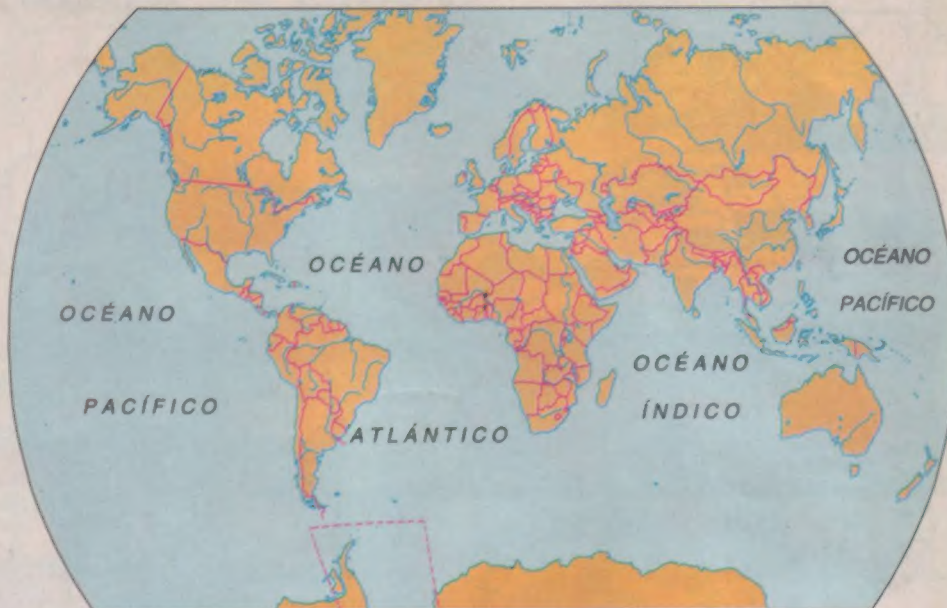 OCÉANO
PACÍFICO
OCÉANO
ATLÁNTICO
OCÉANO
ÍNDICO
OCÉANO
PACÍFICO